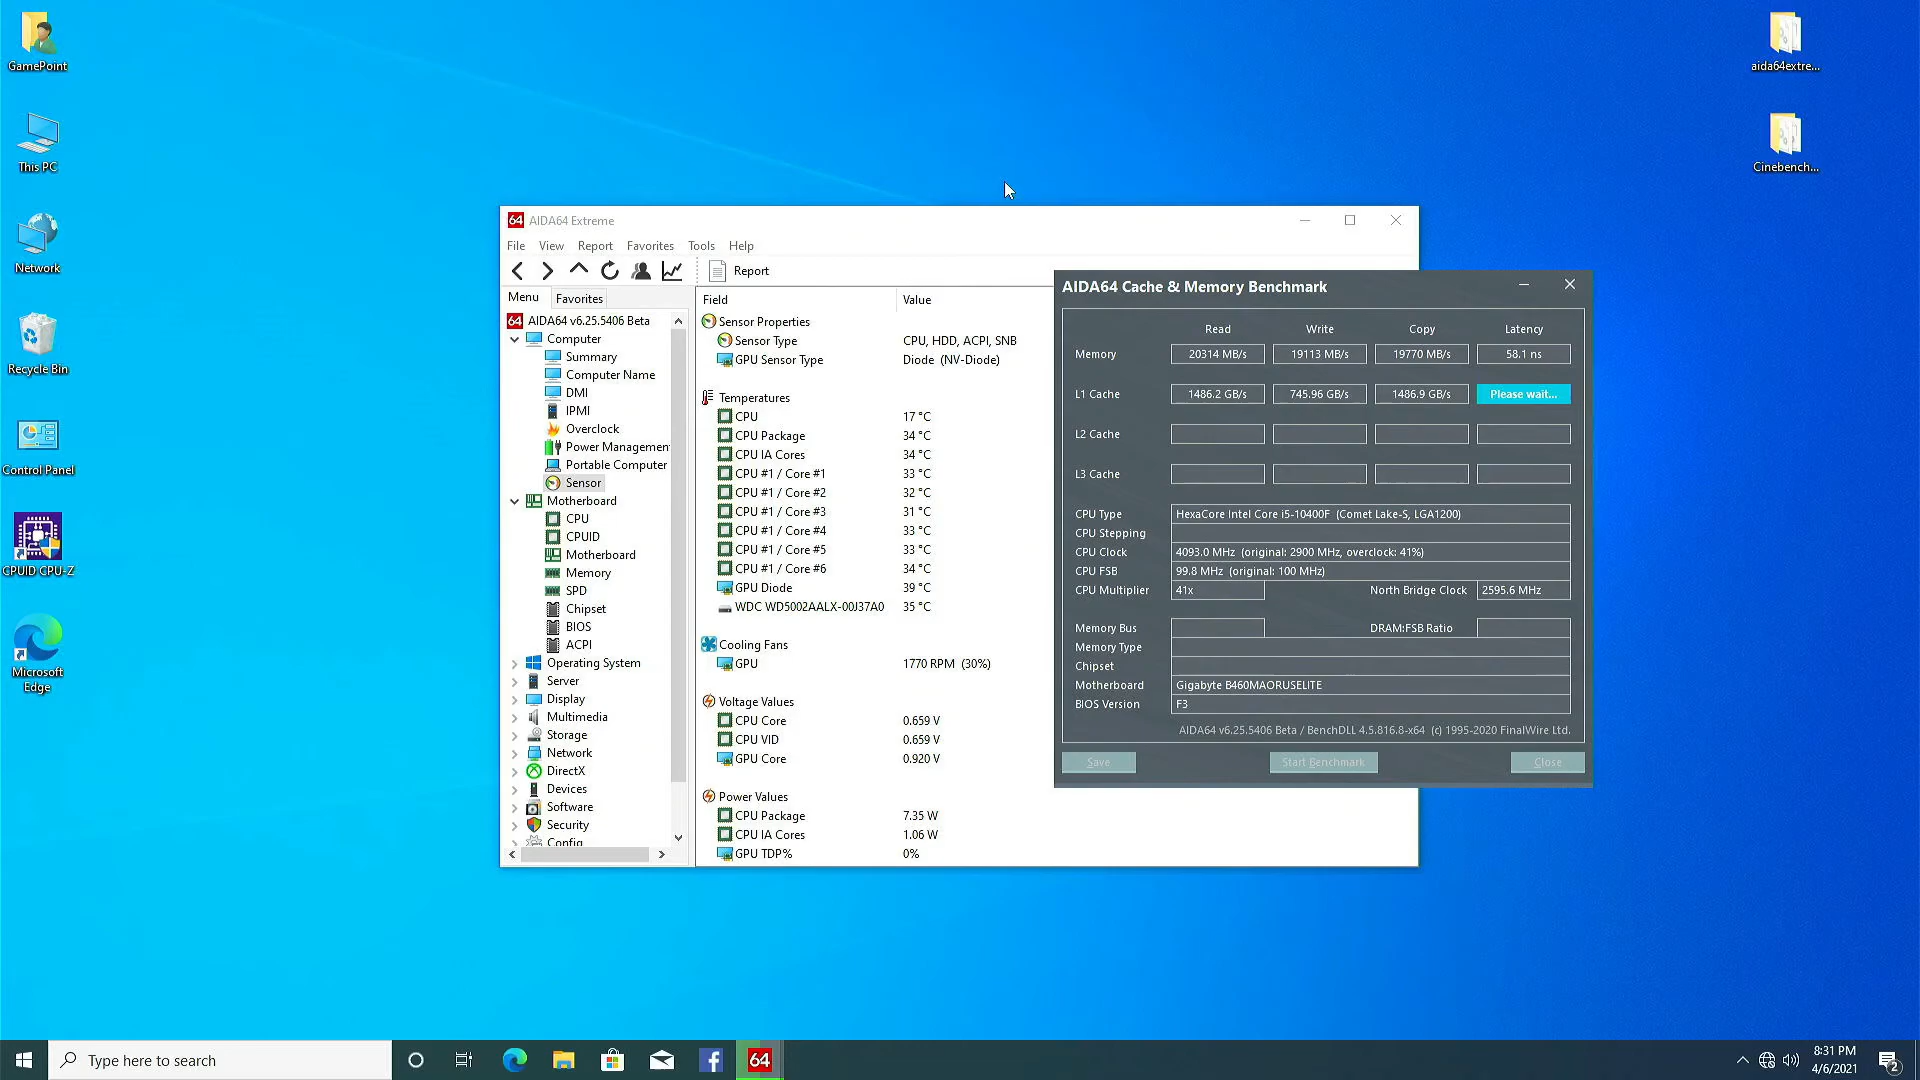 GamePoint
This PC
Network
Recycle Bin
Control Panel
CPUID CPU-Z
Microsoft
Edge
aida64extre...
Cinebench...
64 AIDA64 Extreme
File View Report Favorites Tools Help
Report
Menu Favorites
64 AIDA64 v6.25.5406 Beta
Computer
Summary
Computer Name
DMI
IPMI
Overclock
Power Managemen
Portable Computer
Sensor
Motherboard
CPU
CPUID
Motherboard
Memory
SPD
Chipset
BIOS
ACPI
Operating System
Server
Display
Multimedia
Storage
Network
DirectX
Devices
Software
Security
Config
Field Value
Sensor Properties
Sensor Type CPU, HDD, ACPI, SNB
GPU Sensor Type Diode (NV-Diode)
Temperatures
CPU 17 °C
CPU Package 34 °C
CPU IA Cores 34 °C
CPU #1 / Core #1 33 °C
CPU #1 / Core #2 32 °C
CPU #1 / Core #3 31 °C
CPU #1 / Core #4 33 °C
CPU #1 / Core #5 33 °C
CPU #1 / Core #6 34 °C
GPU Diode 39 °C
WDC WD5002AALX-00J37A0 35 °C
Cooling Fans
GPU 1770 RPM (30%)
Voltage Values
CPU Core 0.659 V
CPU VID 0.659 V
GPU Core 0.920 V
Power Values
CPU Package 7.35 W
CPU IA Cores 1.06 W
GPU TDP% 0%
AIDA64 Cache & Memory Benchmark
Read Write Copy Latency
Memory 20314 MB/s 19113 MB/s 19770 MB/s 58.1 ns
L1 Cache 1486.2 GB/s 745.96 GB/s 1486.9 GB/s Please wait...
L2 Cache
L3 Cache
CPU Type HexaCore Intel Core i5-10400F (Comet Lake-S, LGA1200)
CPU Stepping
CPU Clock 4093.0 MHz (original: 2900 MHz, overclock: 41%)
CPU FSB 99.8 MHz (original: 100 MHz)
CPU Multiplier 41x North Bridge Clock 2595.6 MHz
Memory Bus DRAM:FSB Ratio
Memory Type
Chipset
Motherboard Gigabyte B460MAORUSELITE
BIOS Version F3
AIDA64 v6.25.5406 Beta / BenchDLL 4.5.816.8-x64 (c) 1995-2020 FinalWire Ltd.
Save Start Benchmark Close
Type here to search
64
8:31 PM
4/6/2021
2